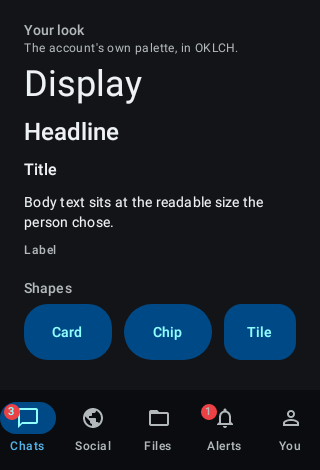 Your look
The account's own palette, in OKLCH.
Display
Headline
Title
Body text sits at the readable size the
person chose.
Label
Shapes
Card
Chip
Tile
3
1
Chats
Social
Files
Alerts
You